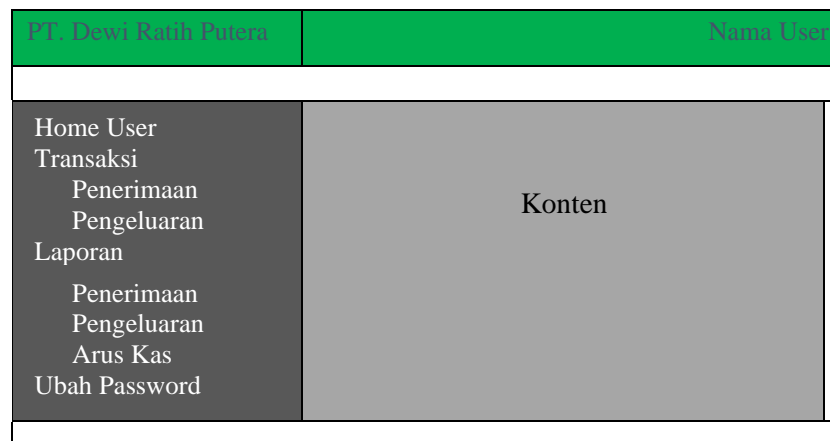 PT. Dewi Ratih Putera
Nama User
Home User
Transaksi
Penerimaan
Pengeluaran
Laporan
Penerimaan
Pengeluaran
Arus Kas
Ubah Password
Konten